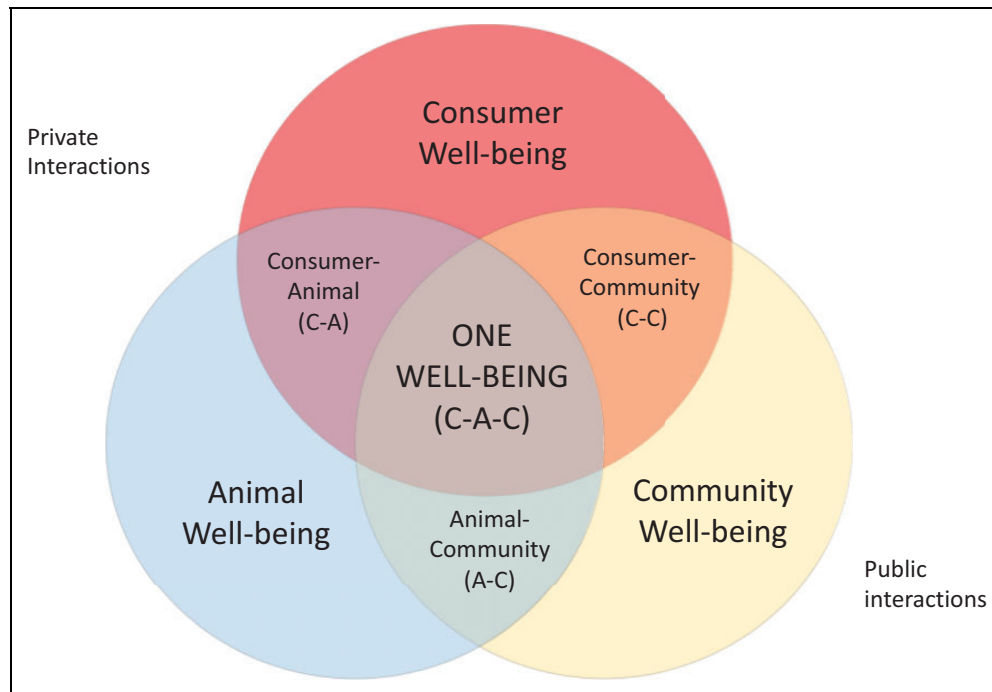 Consumer
Well-being
Private
Interactions
Consumer-
Animal
(C-A)
Consumer-
Community
(C-C)
ONE
WELL-BEING
(C-A-C)
Animal
Well-being
Community
Well-being
Animal-
Community
(A-C)
Public
interactions